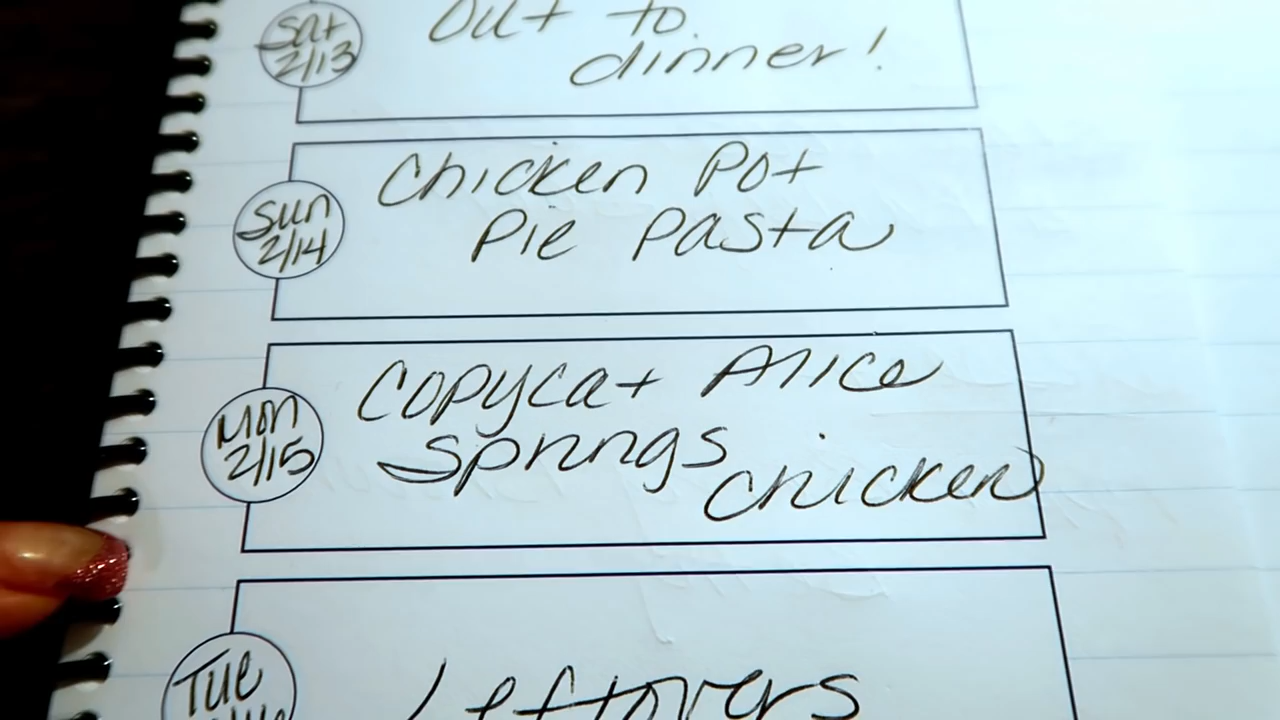 Sat
2/13
Out to
dinner!
Sun
2/14
Chicken Pot
Pie Pasta
Mon
2/15
Copycat Alice
Springs
chicken
Tue
Leftovers